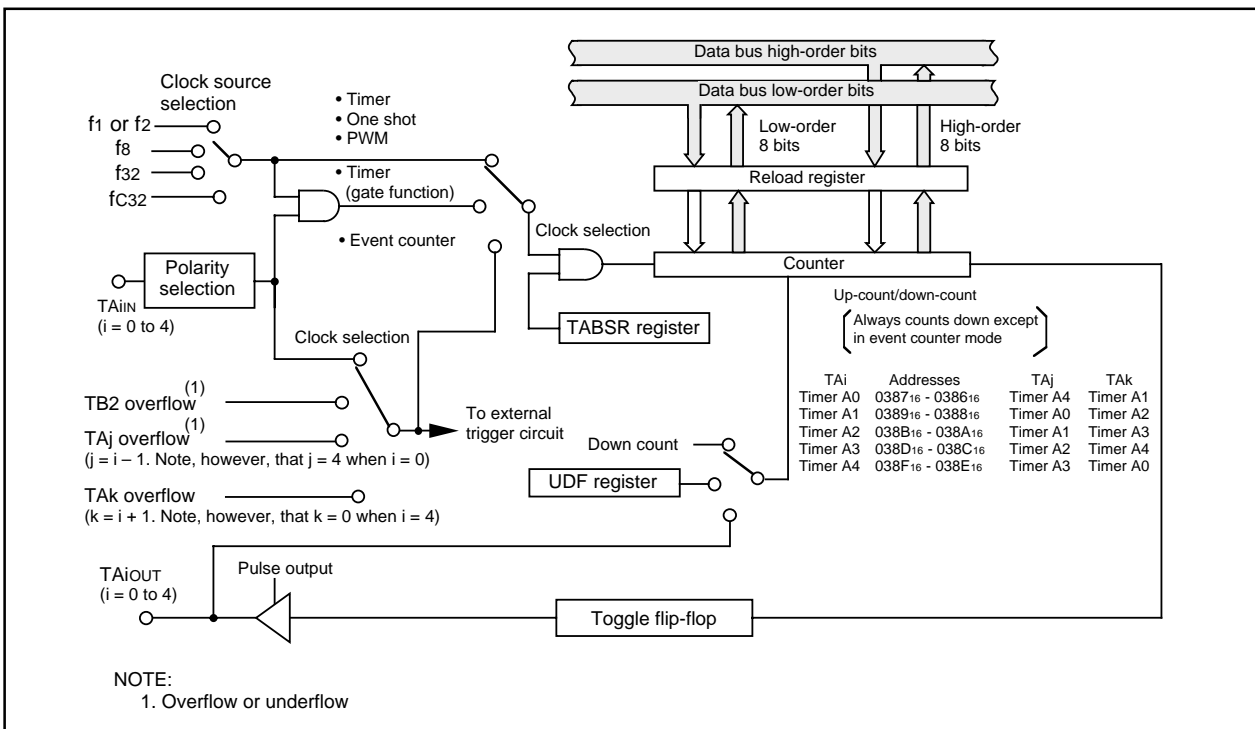 Data bus high-order bits
Data bus low-order bits
Clock source
selection
f1 or f2
f8
f32
fC32
• Timer
• One shot
• PWM
• Timer
(gate function)
• Event counter
Low-order
8 bits
High-order
8 bits
Reload register
Clock selection
Counter
Polarity
selection
TAiIN
(i = 0 to 4)
TABSR register
Up-count/down-count
Always counts down except
in event counter mode
Clock selection
TB2 overflow (1)
TAj overflow (1)
(j = i – 1. Note, however, that j = 4 when i = 0)
TAk overflow
(k = i + 1. Note, however, that k = 0 when i = 4)
To external
trigger circuit
Down count
UDF register
TAi Addresses TAj TAk
Timer A0 038716 - 038616 Timer A4 Timer A1
Timer A1 038916 - 038816 Timer A0 Timer A2
Timer A2 038B16 - 038A16 Timer A1 Timer A3
Timer A3 038D16 - 038C16 Timer A2 Timer A4
Timer A4 038F16 - 038E16 Timer A3 Timer A0
TAiOUT
(i = 0 to 4)
Pulse output
Toggle flip-flop
NOTE:
1. Overflow or underflow